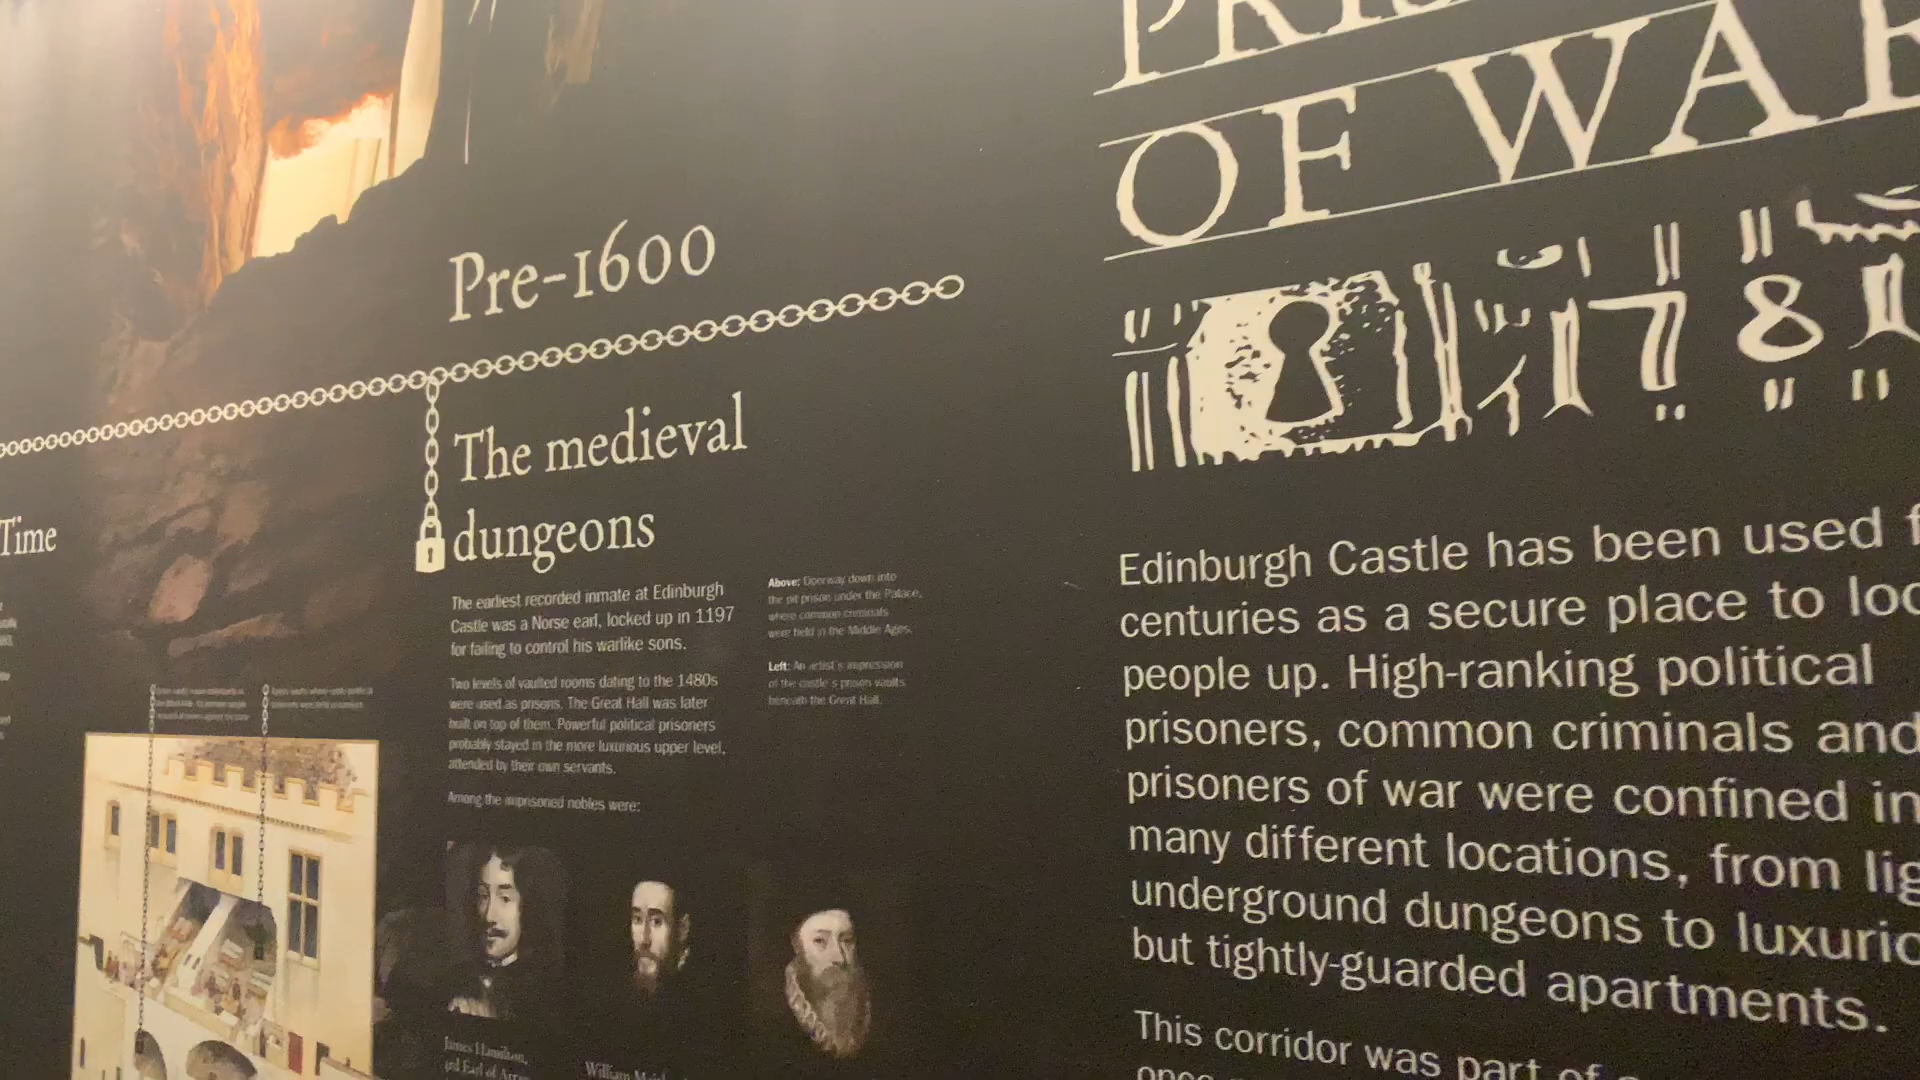 Pre-1600
The medieval
dungeons
The earliest recorded inmate at Edinburgh
Castle was a Norse earl, locked up in 1197
for failing to control his warlike sons.
Two levels of vaulted rooms dating to the 1480s
were used as prisons. The Great Hall was later
built on top of them. Powerful political prisoners
probably stayed in the more luxurious upper level,
attended by their own servants.
Among the imprisoned nobles were:
James Hamilton,
William
Above: Doorway down into
the pit prison under the Palace,
where common criminals
were held in the Middle Ages.
Left: An artist's impression
of the castle's prison vaults
beneath the Great Hall.
Time
OF WAR
178
Edinburgh Castle has been used
centuries as a secure place to
people up. High-ranking political
prisoners, common criminals and
prisoners of war were confined in
many different locations, from
underground dungeons to
but tightly-guarded apartments.
This corridor was part of